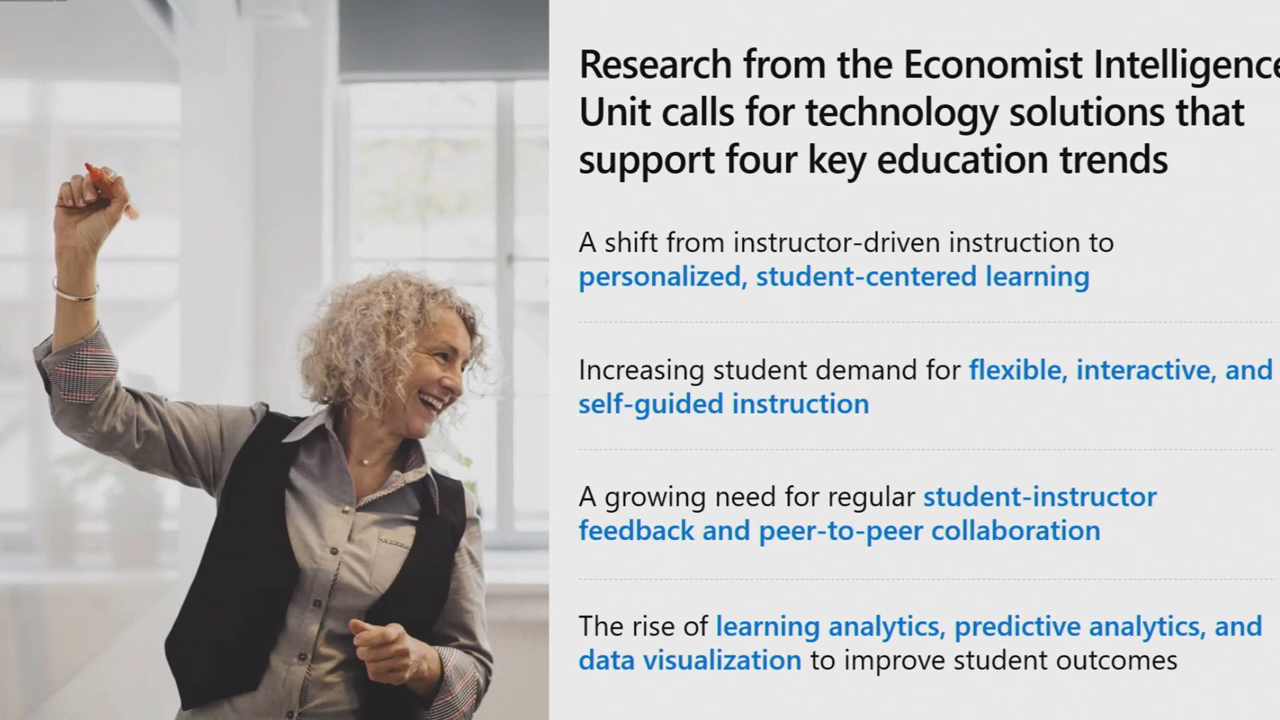 Research from the Economist Intelligence
Unit calls for technology solutions that
support four key education trends
A shift from instructor-driven instruction to
personalized, student-centered learning
Increasing student demand for flexible, interactive, and
self-guided instruction
A growing need for regular student-instructor
feedback and peer-to-peer collaboration
The rise of learning analytics, predictive analytics, and
data visualization to improve student outcomes